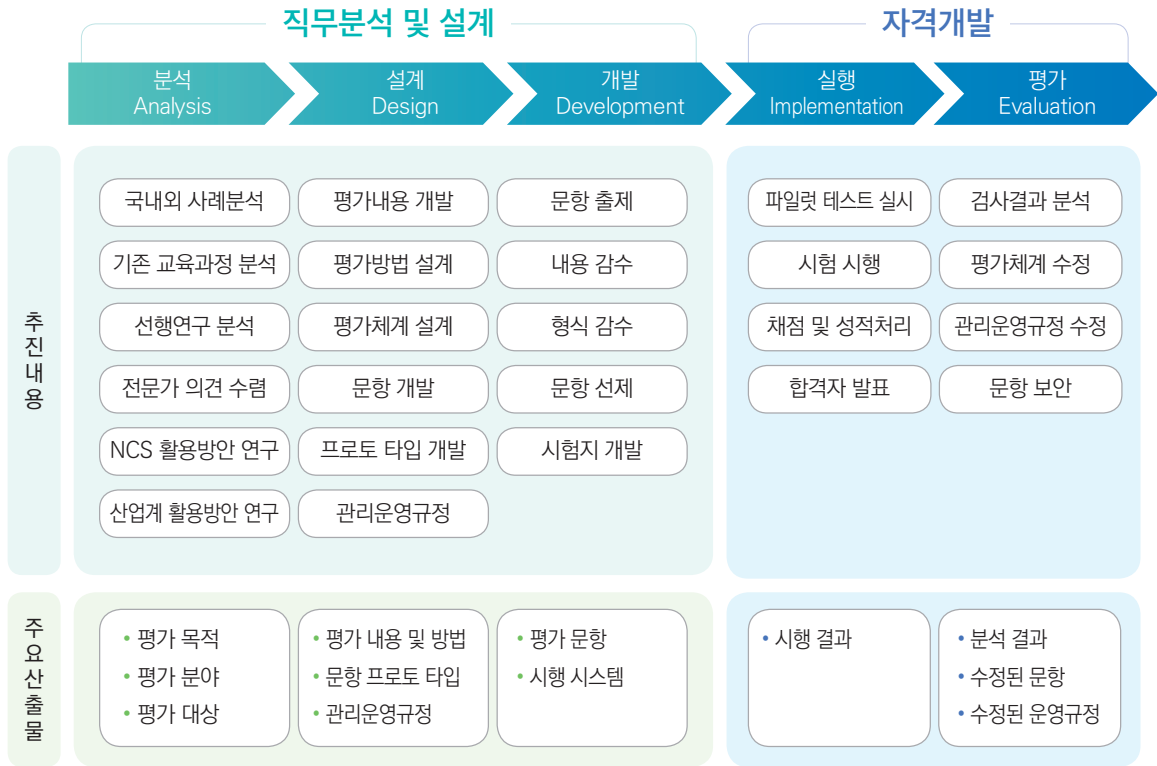 직무분석 및 설계
자격개발
분석
Analysis
설계
Design
개발
Development
실행
Implementation
평가
Evaluation
추진내용
국내외 사례분석
기존 교육과정 분석
선행연구 분석
전문가 의견 수렴
NCS 활용방안 연구
산업계 활용방안 연구
평가내용 개발
평가방법 설계
평가체계 설계
문항 개발
프로토 타입 개발
관리운영규정
문항 출제
내용 감수
형식 감수
문항 선제
시험지 개발
파일럿 테스트 실시
시험 시행
채점 및 성적처리
합격자 발표
검사결과 분석
평가체계 수정
관리운영규정 수정
문항 보안
주요산출물
• 평가 목적
• 평가 분야
• 평가 대상
• 평가 내용 및 방법
• 문항 프로토 타입
• 관리운영규정
• 평가 문항
• 시행 시스템
• 시행 결과
• 분석 결과
• 수정된 문항
• 수정된 운영규정